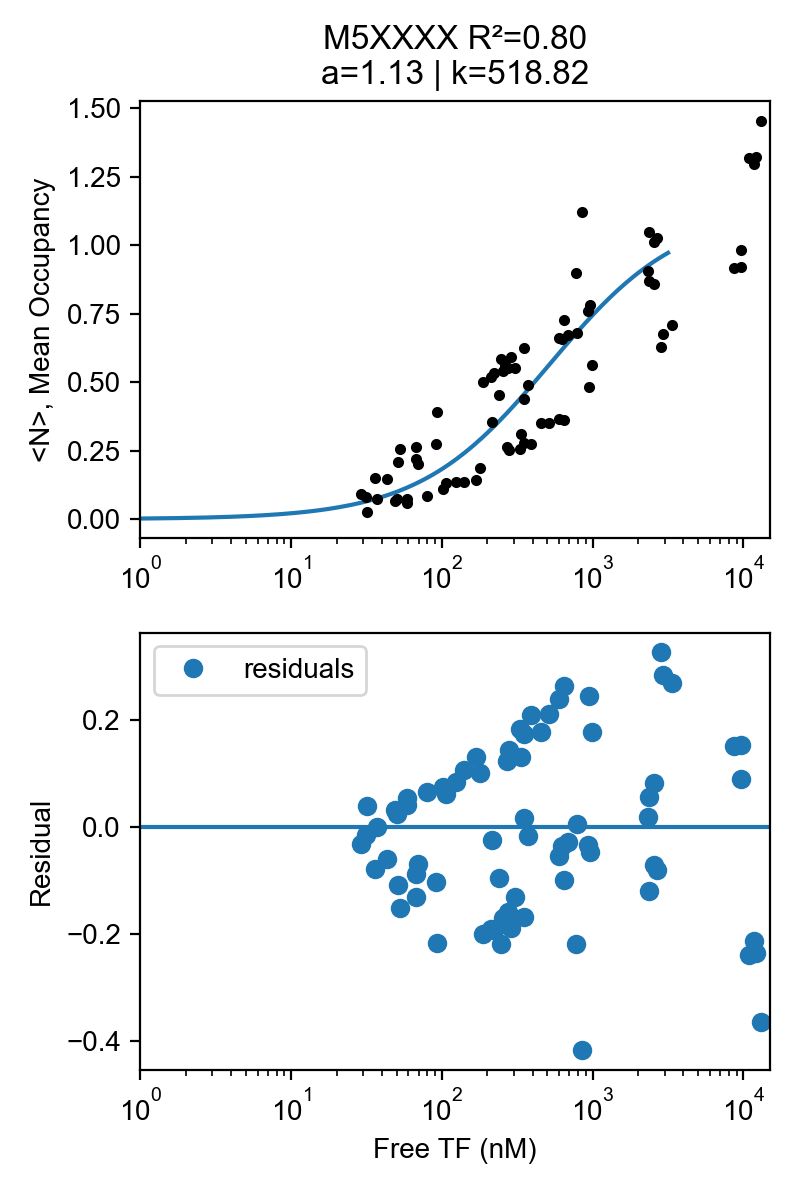 M5XXXX R²=0.80
a=1.13 | k=518.82
<N>, Mean Occupancy
1.50
1.25
1.00
0.75
0.50
0.25
0.00
10⁰ 10¹ 10² 10³ 10⁴
residuals
Residual
0.2
0.0
−0.2
−0.4
10⁰ 10¹ 10² 10³ 10⁴
Free TF (nM)